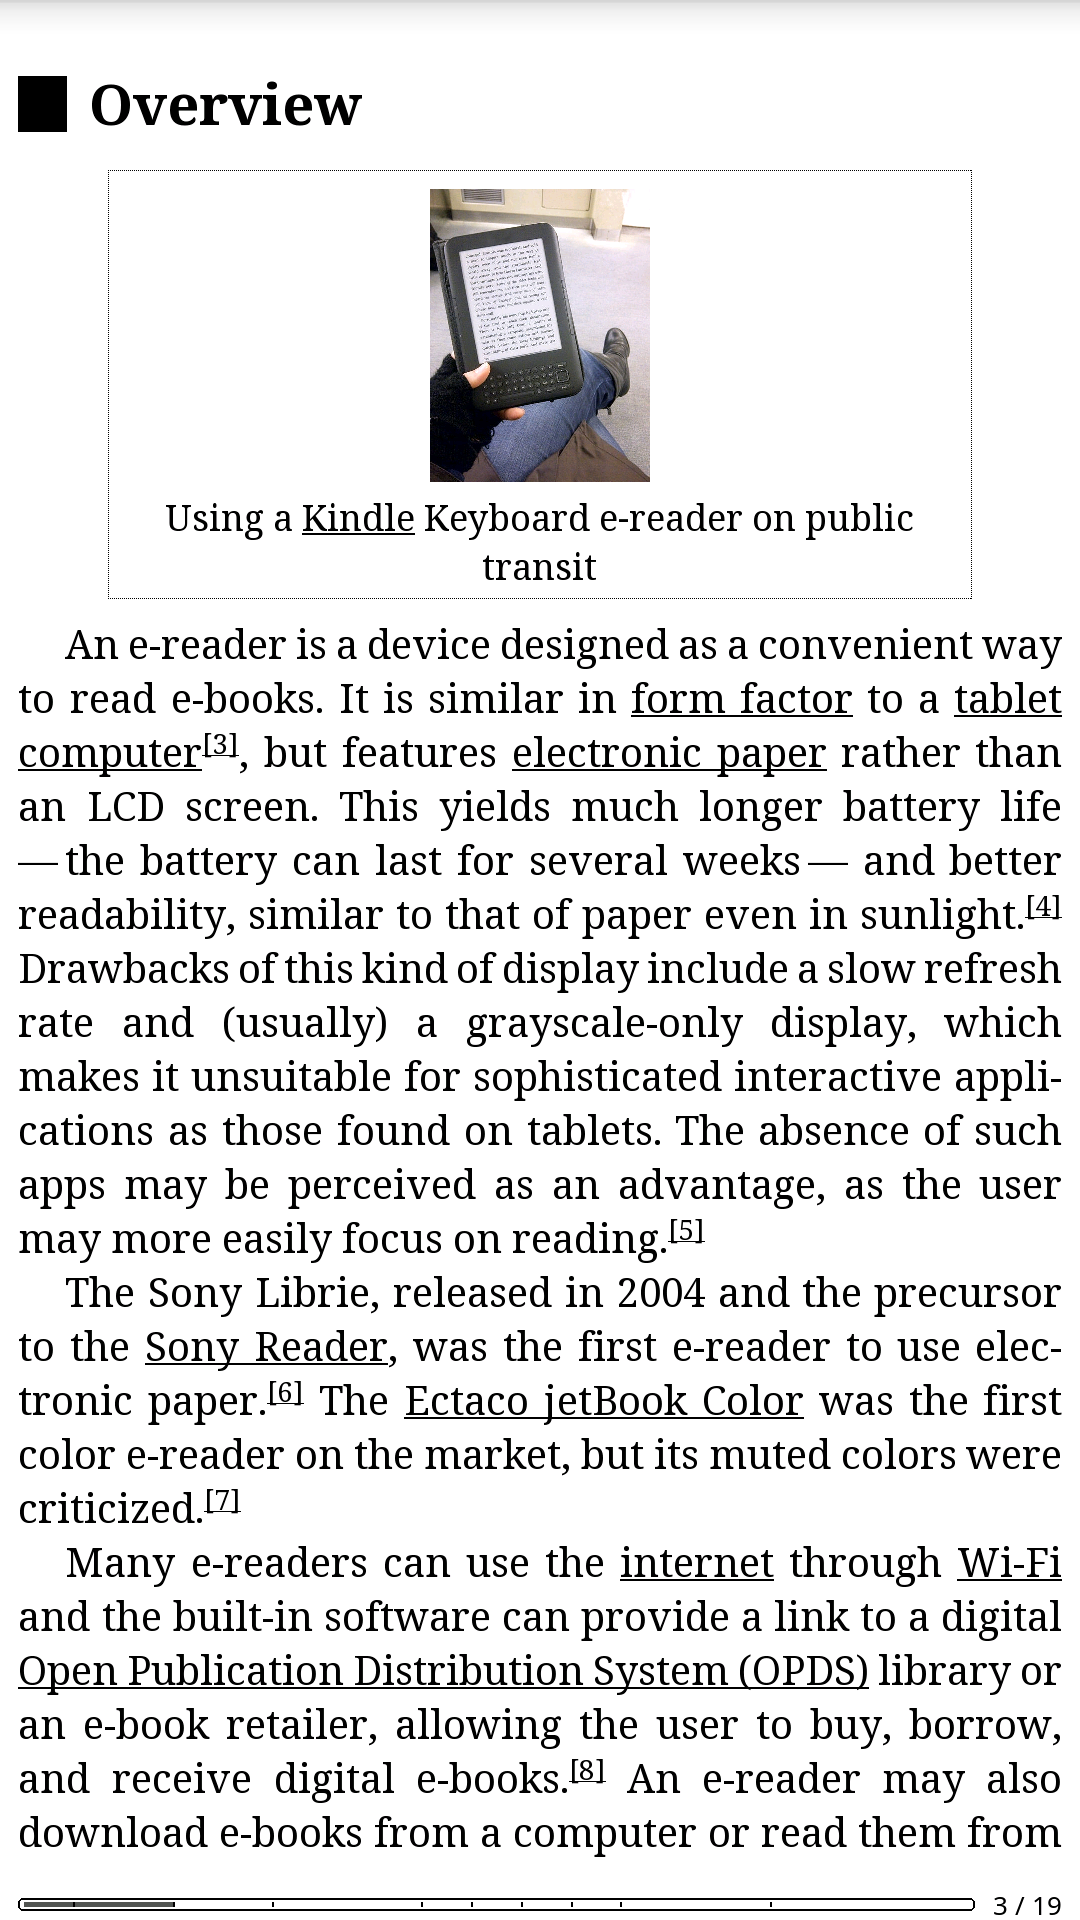 Overview
Using a Kindle Keyboard e-reader on public
transit
An e-reader is a device designed as a convenient way
to read e-books. It is similar in form factor to a tablet
computer[3], but features electronic paper rather than
an LCD screen. This yields much longer battery life
— the battery can last for several weeks — and better
readability, similar to that of paper even in sunlight.[4]
Drawbacks of this kind of display include a slow refresh
rate and (usually) a grayscale-only display, which
makes it unsuitable for sophisticated interactive appli-
cations as those found on tablets. The absence of such
apps may be perceived as an advantage, as the user
may more easily focus on reading.[5]
The Sony Librie, released in 2004 and the precursor
to the Sony Reader, was the first e-reader to use elec-
tronic paper.[6] The Ectaco jetBook Color was the first
color e-reader on the market, but its muted colors were
criticized.[7]
Many e-readers can use the internet through Wi-Fi
and the built-in software can provide a link to a digital
Open Publication Distribution System (OPDS) library or
an e-book retailer, allowing the user to buy, borrow,
and receive digital e-books.[8] An e-reader may also
download e-books from a computer or read them from
3 / 19